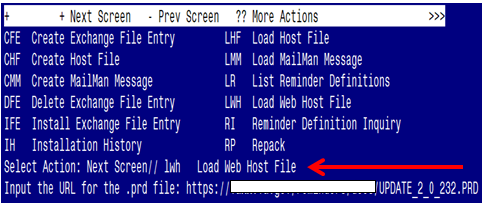 + + Next Screen - Prev Screen ?? More Actions >>>
CFE Create Exchange File Entry LHF Load Host File
CHF Create Host File LMM Load MailMan Message
CMM Create MailMan Message LR List Reminder Definitions
DFE Delete Exchange File Entry LWH Load Web Host File
IFE Install Exchange File Entry RI Reminder Definition Inquiry
IH Installation History RP Repack
Select Action: Next Screen// lwh Load Web Host File
Input the URL for the .prd file: https:// /UPDATE_2_0_232.PRD